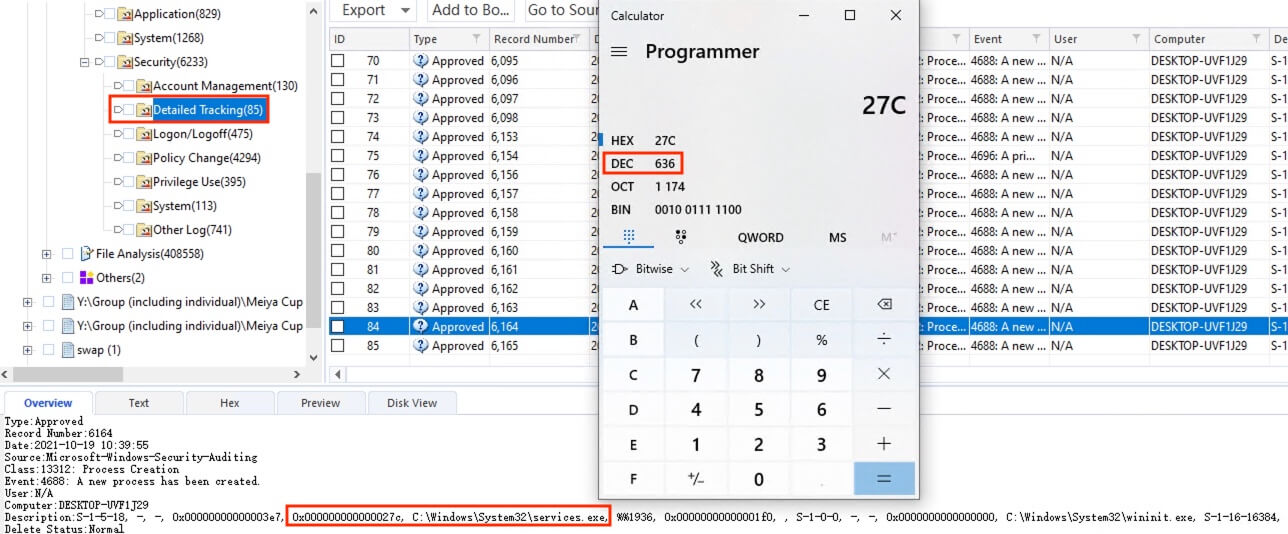 Application(829)
System(1268)
Security(6233)
Account Management(130)
Detailed Tracking(85)
Logon/Logoff(475)
Policy Change(4294)
Privilege Use(395)
System(113)
Other Log(741)
File Analysis(408558)
Others(2)
Y:\Group (including individual)\Meiya Cup
Y:\Group (including individual)\Meiya Cup
swap (1)
Export Add to Bo... Go to Sour
ID Type Record Number D Event User Computer De
70 Approved 6,095 20 2: Proce... 4688: A new ... N/A DESKTOP-UVF1J29 S-1
71 Approved 6,096 20 2: Proce... 4688: A new ... N/A DESKTOP-UVF1J29 S-1
72 Approved 6,097 20 2: Proce... 4688: A new ... N/A DESKTOP-UVF1J29 S-1
73 Approved 6,098 20 2: Proce... 4688: A new ... N/A DESKTOP-UVF1J29 S-1
74 Approved 6,153 20 2: Proce... 4688: A new ... N/A DESKTOP-UVF1J29 S-1
75 Approved 6,154 20 2: Proce... 4696: A pri... N/A DESKTOP-UVF1J29 S-1
76 Approved 6,156 20 2: Proce... 4688: A new ... N/A DESKTOP-UVF1J29 S-1
77 Approved 6,157 20 2: Proce... 4688: A new ... N/A DESKTOP-UVF1J29 S-1
78 Approved 6,158 20 2: Proce... 4688: A new ... N/A DESKTOP-UVF1J29 S-1
79 Approved 6,159 20 2: Proce... 4688: A new ... N/A DESKTOP-UVF1J29 S-1
80 Approved 6,160 20 2: Proce... 4688: A new ... N/A DESKTOP-UVF1J29 S-1
81 Approved 6,161 20 2: Proce... 4688: A new ... N/A DESKTOP-UVF1J29 S-1
82 Approved 6,162 20 2: Proce... 4688: A new ... N/A DESKTOP-UVF1J29 S-1
83 Approved 6,163 20 2: Proce... 4688: A new ... N/A DESKTOP-UVF1J29 S-1
84 Approved 6,164 20 2: Proce... 4688: A new ... N/A DESKTOP-UVF1J29 S-1
85 Approved 6,165 20 2: Proce... 4688: A new ... N/A DESKTOP-UVF1J29 S-1
Calculator
Programmer
27C
HEX 27C
DEC 636
OCT 1 174
BIN 0010 0111 1100
QWORD MS M
Bitwise Bit Shift
A << >> CE
B ( ) % ÷
C 7 8 9 ×
D 4 5 6 −
E 1 2 3 +
F +/− 0 . =
Overview Text Hex Preview Disk View
Type:Approved
Record Number:6164
Date:2021-10-19 10:39:55
Source:Microsoft-Windows-Security-Auditing
Class:13312: Process Creation
Event:4688: A new process has been created.
User:N/A
Computer:DESKTOP-UVF1J29
Description:S-1-5-18, -, -, 0x00000000000003e7, 0x000000000000027c, C:\Windows\System32\services.exe, %%1936, 0x00000000000001f0, , S-1-0-0, -, -, 0x0000000000000000, C:\Windows\System32\wininit.exe, S-1-16-16384,
Delete Status:Normal